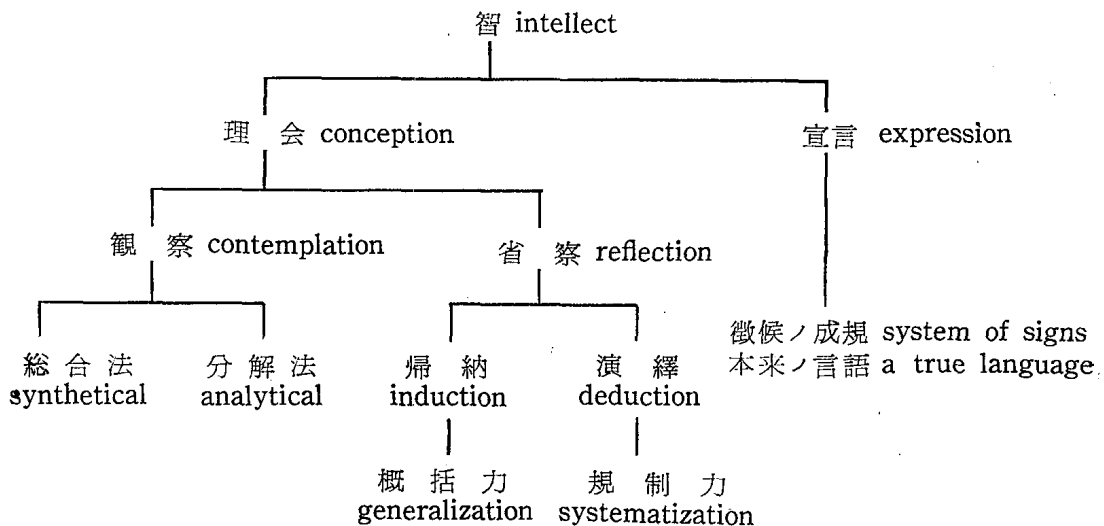 智 intellect
理会 conception
宣言 expression
観察 contemplation
省察 reflection
総合法
synthetical
分解法
analytical
帰納
induction
演繹
deduction
徴候ノ成規 system of signs
本来ノ言語 a true language
概括力
generalization
規制力
systematization